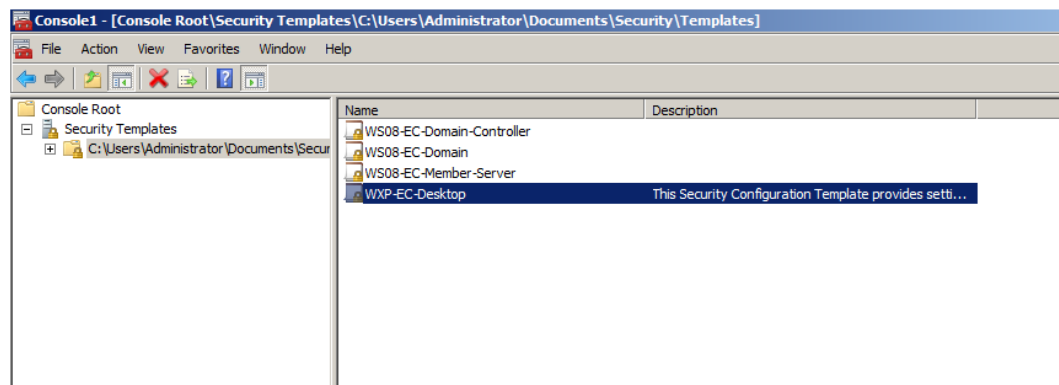 Console1 - [Console Root\Security Templates\C:\Users\Administrator\Documents\Security\Templates]
File Action View Favorites Window Help
Console Root
Security Templates
C:\Users\Administrator\Documents\Secur
Name Description
WS08-EC-Domain-Controller
WS08-EC-Domain
WS08-EC-Member-Server
WXP-EC-Desktop This Security Configuration Template provides setti...